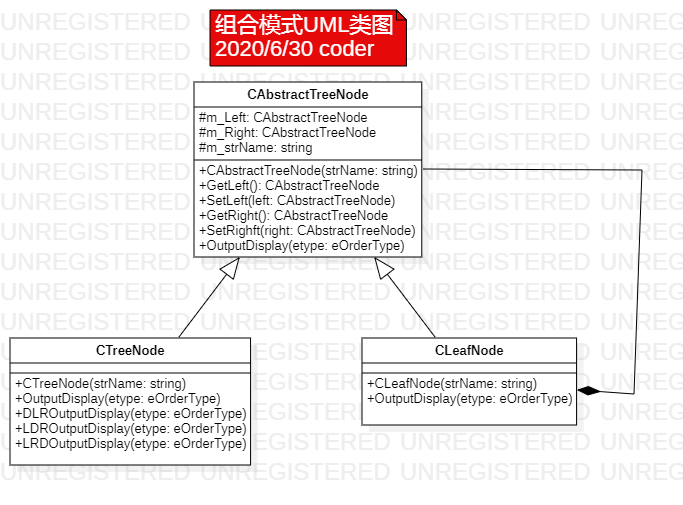 组合模式UML类图
2020/6/30 coder
CAbstractTreeNode
#m_Left: CAbstractTreeNode
#m_Right: CAbstractTreeNode
#m_strName: string
+CAbstractTreeNode(strName: string)
+GetLeft(): CAbstractTreeNode
+SetLeft(left: CAbstractTreeNode)
+GetRight(): CAbstractTreeNode
+SetRighft(right: CAbstractTreeNode)
+OutputDisplay(etype: eOrderType)
CTreeNode
+CTreeNode(strName: string)
+OutputDisplay(etype: eOrderType)
+DLROutputDisplay(etype: eOrderType)
+LDROutputDisplay(etype: eOrderType)
+LRDOutputDisplay(etype: eOrderType)
CLeafNode
+CLeafNode(strName: string)
+OutputDisplay(etype: eOrderType)
UNREGISTERED